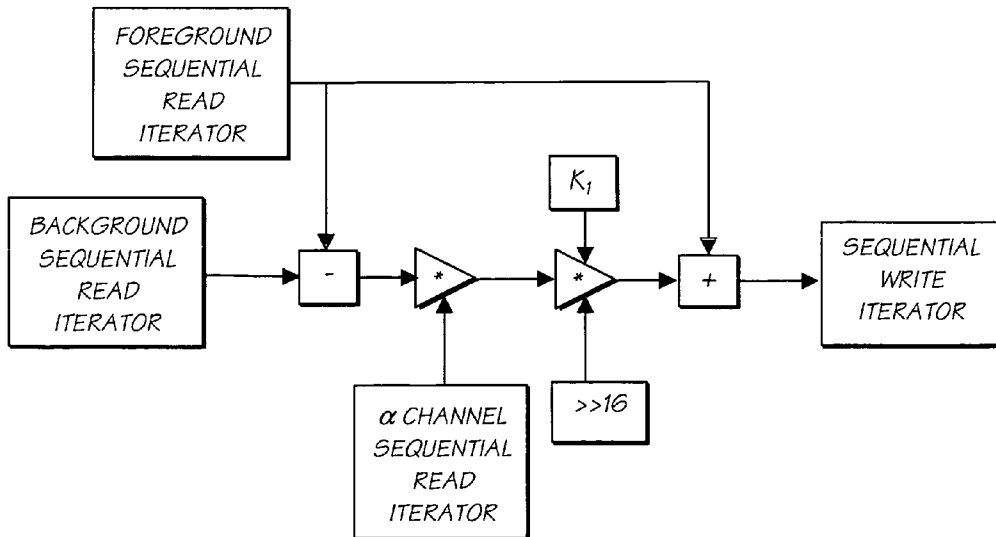 FOREGROUND
SEQUENTIAL
READ
ITERATOR
K1
BACKGROUND
SEQUENTIAL
READ
ITERATOR
-
*
*
+
SEQUENTIAL
WRITE
ITERATOR
α CHANNEL
SEQUENTIAL
READ
ITERATOR
>>16